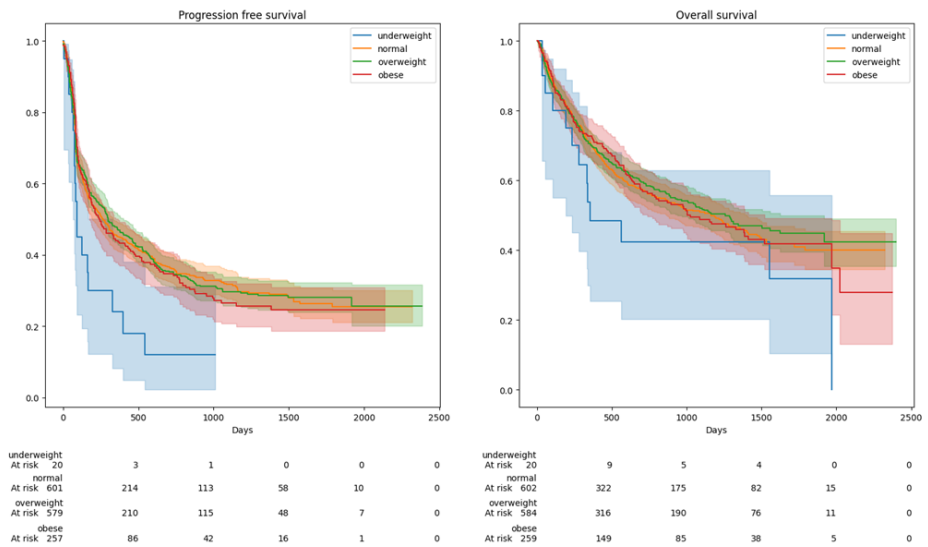 Progression free survival
underweight
normal
overweight
obese
1.0
0.8
0.6
0.4
0.2
0.0
0 500 1000 1500 2000 2500
Days
underweight
At risk 20 3 1 0 0 0
normal
At risk 601 214 113 58 10 0
overweight
At risk 579 210 115 48 7 0
obese
At risk 257 86 42 16 1 0
Overall survival
underweight
normal
overweight
obese
1.0
0.8
0.6
0.4
0.2
0.0
0 500 1000 1500 2000 2500
Days
underweight
At risk 20 9 5 4 0 0
normal
At risk 602 322 175 82 15 0
overweight
At risk 584 316 190 76 11 0
obese
At risk 259 149 85 38 5 0